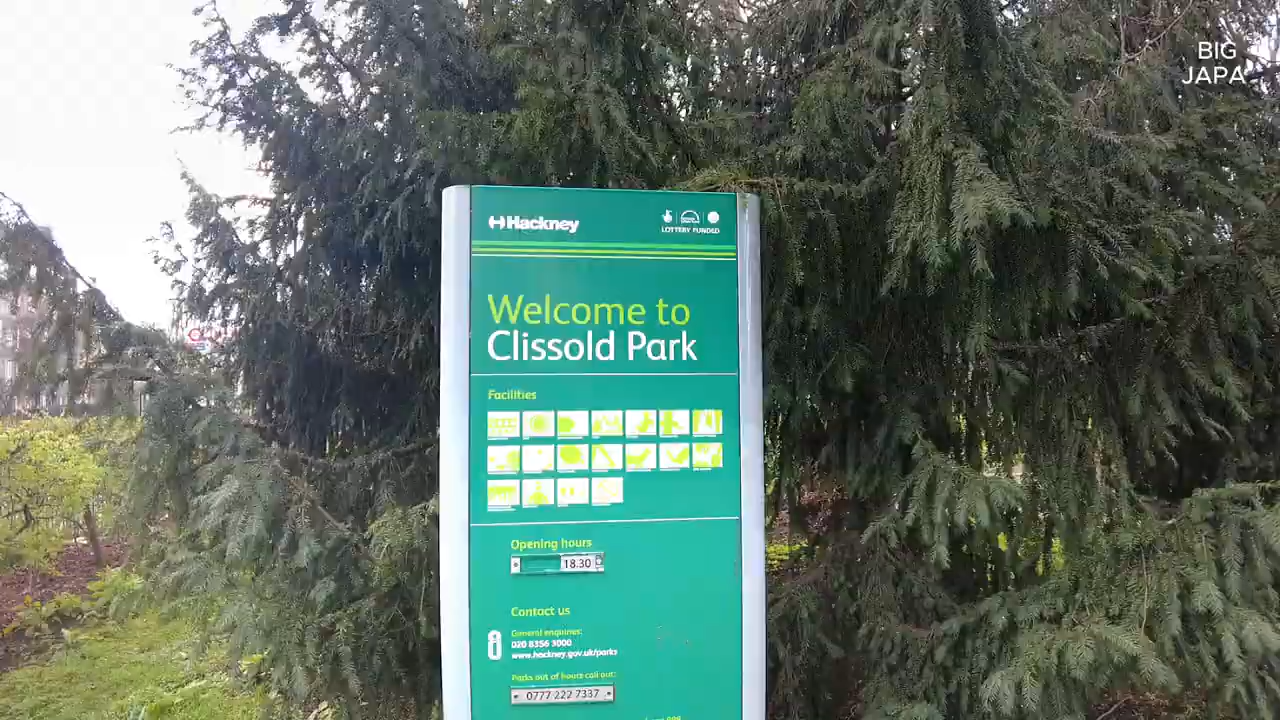 BIG
JAPA
Hackney
LOTTERY FUNDED
Welcome to
Clissold Park
Facilities
Opening hours
18.30
Contact us
General enquiries:
020 8356 3000
www.hackney.gov.uk/parks
Parks out of hours call out:
0777 222 7337